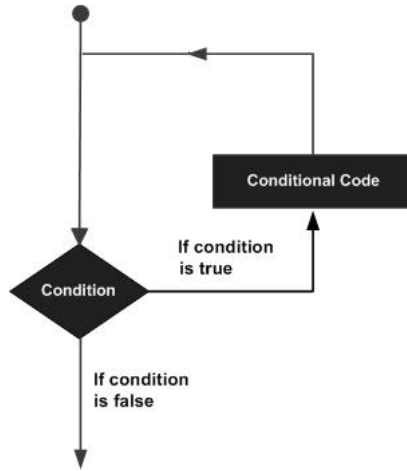 Conditional Code
If condition
is true
Condition
If condition
is false